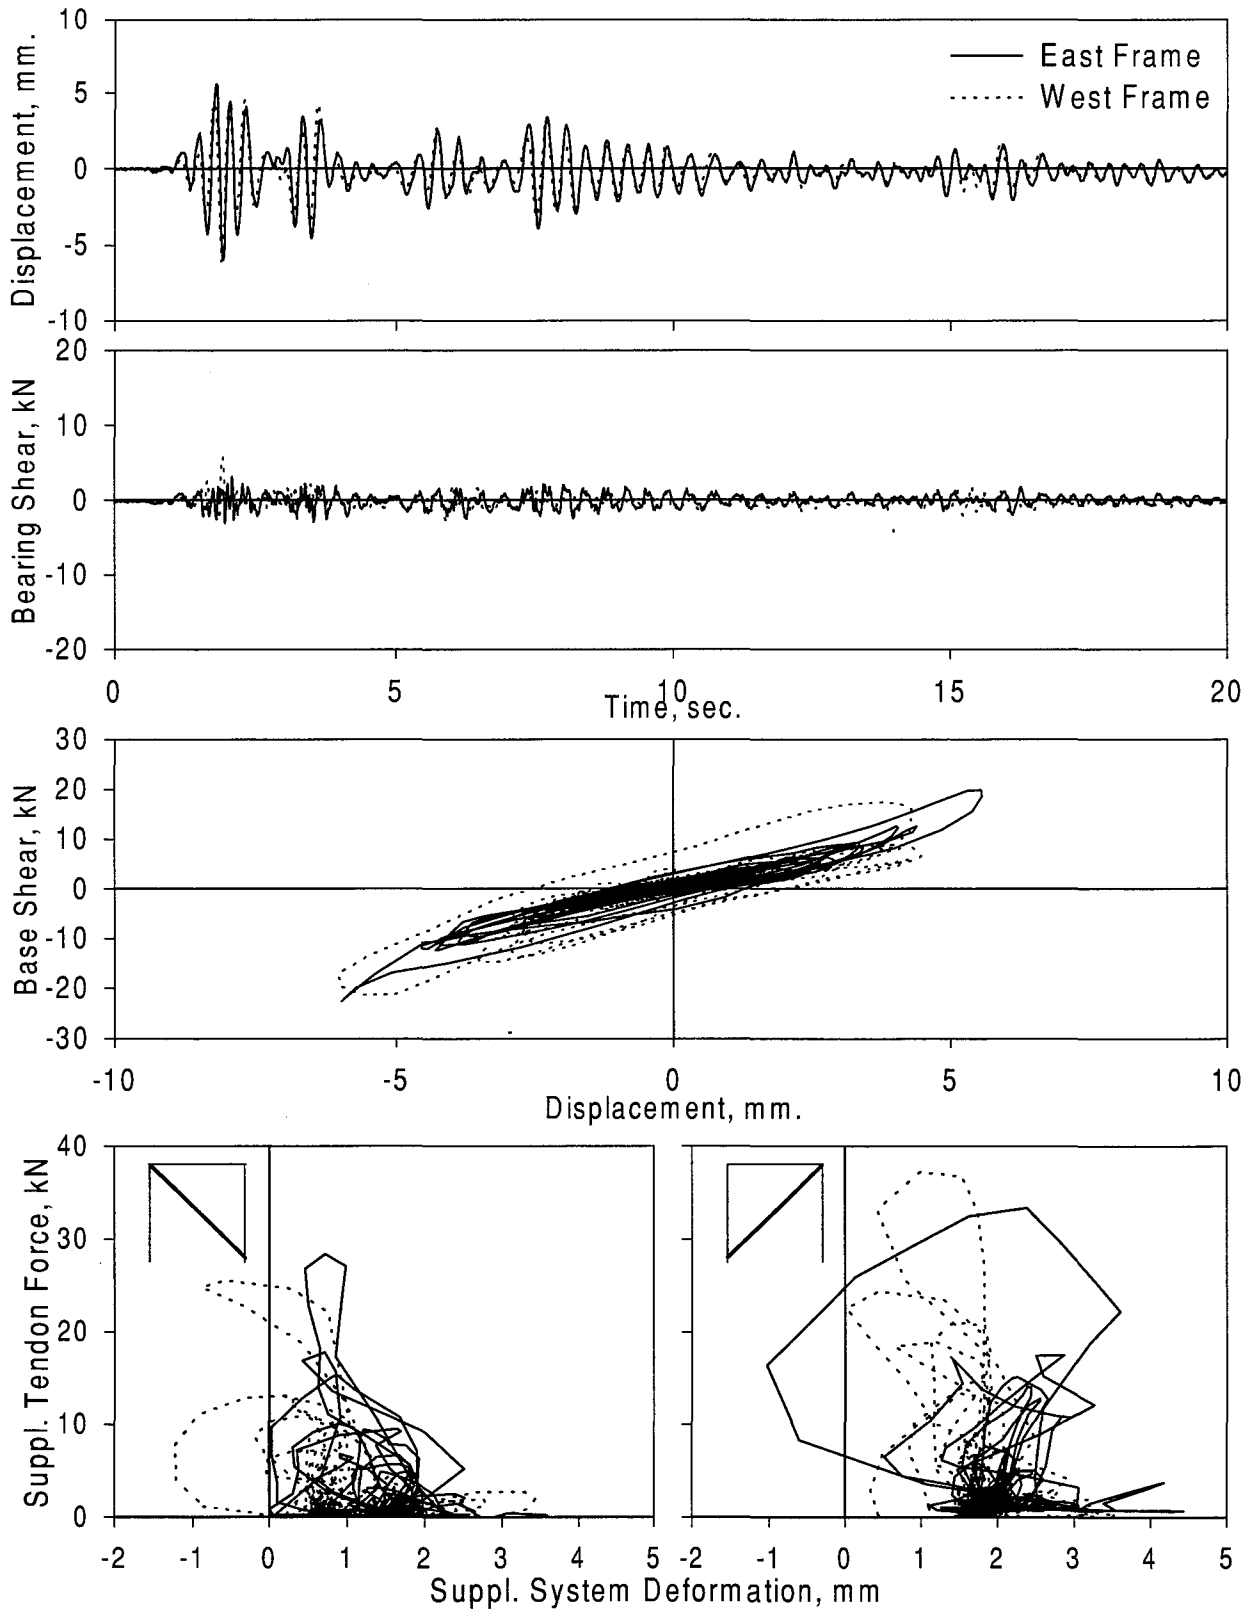 10
5
0
-5
-10
Displacement, mm.
East Frame
West Frame
20
10
0
-10
-20
Bearing Shear, kN
0 5 10 15 20
Time, sec.
30
20
10
0
-10
-20
-30
Base Shear, kN
-10 -5 0 5 10
Displacement, mm.
40
30
20
10
0
Suppl. Tendon Force, kN
-2 -1 0 1 2 3 4 5 -2 -1 0 1 2 3 4 5
Suppl. System Deformation, mm